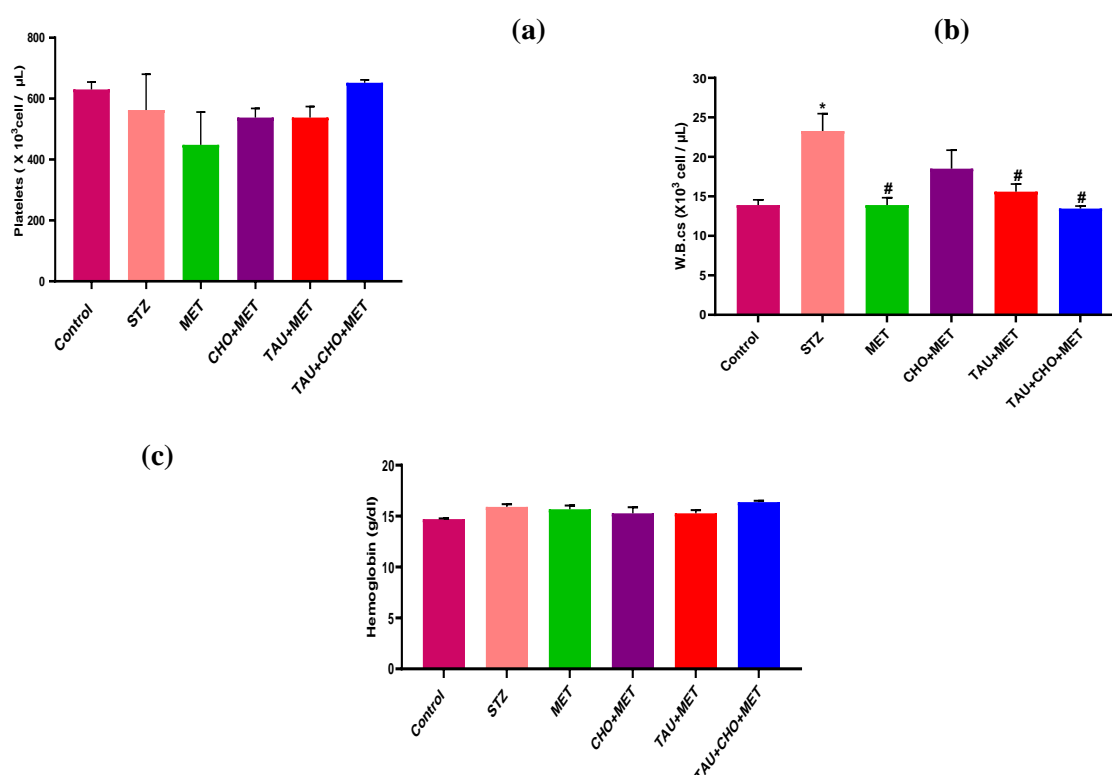 (a)
Platelets ( X 10³cell / µL)
800
600
400
200
0
Control
STZ
MET
CHO+MET
TAU+MET
TAU+CHO+MET
(b)
W.B.cs (X10³ cell / µL)
30
25
20
15
10
5
0
*
#
#
#
Control
STZ
MET
CHO+MET
TAU+MET
TAU+CHO+MET
(c)
Hemoglobin (g/dl)
20
15
10
5
0
Control
STZ
MET
CHO+MET
TAU+MET
TAU+CHO+MET